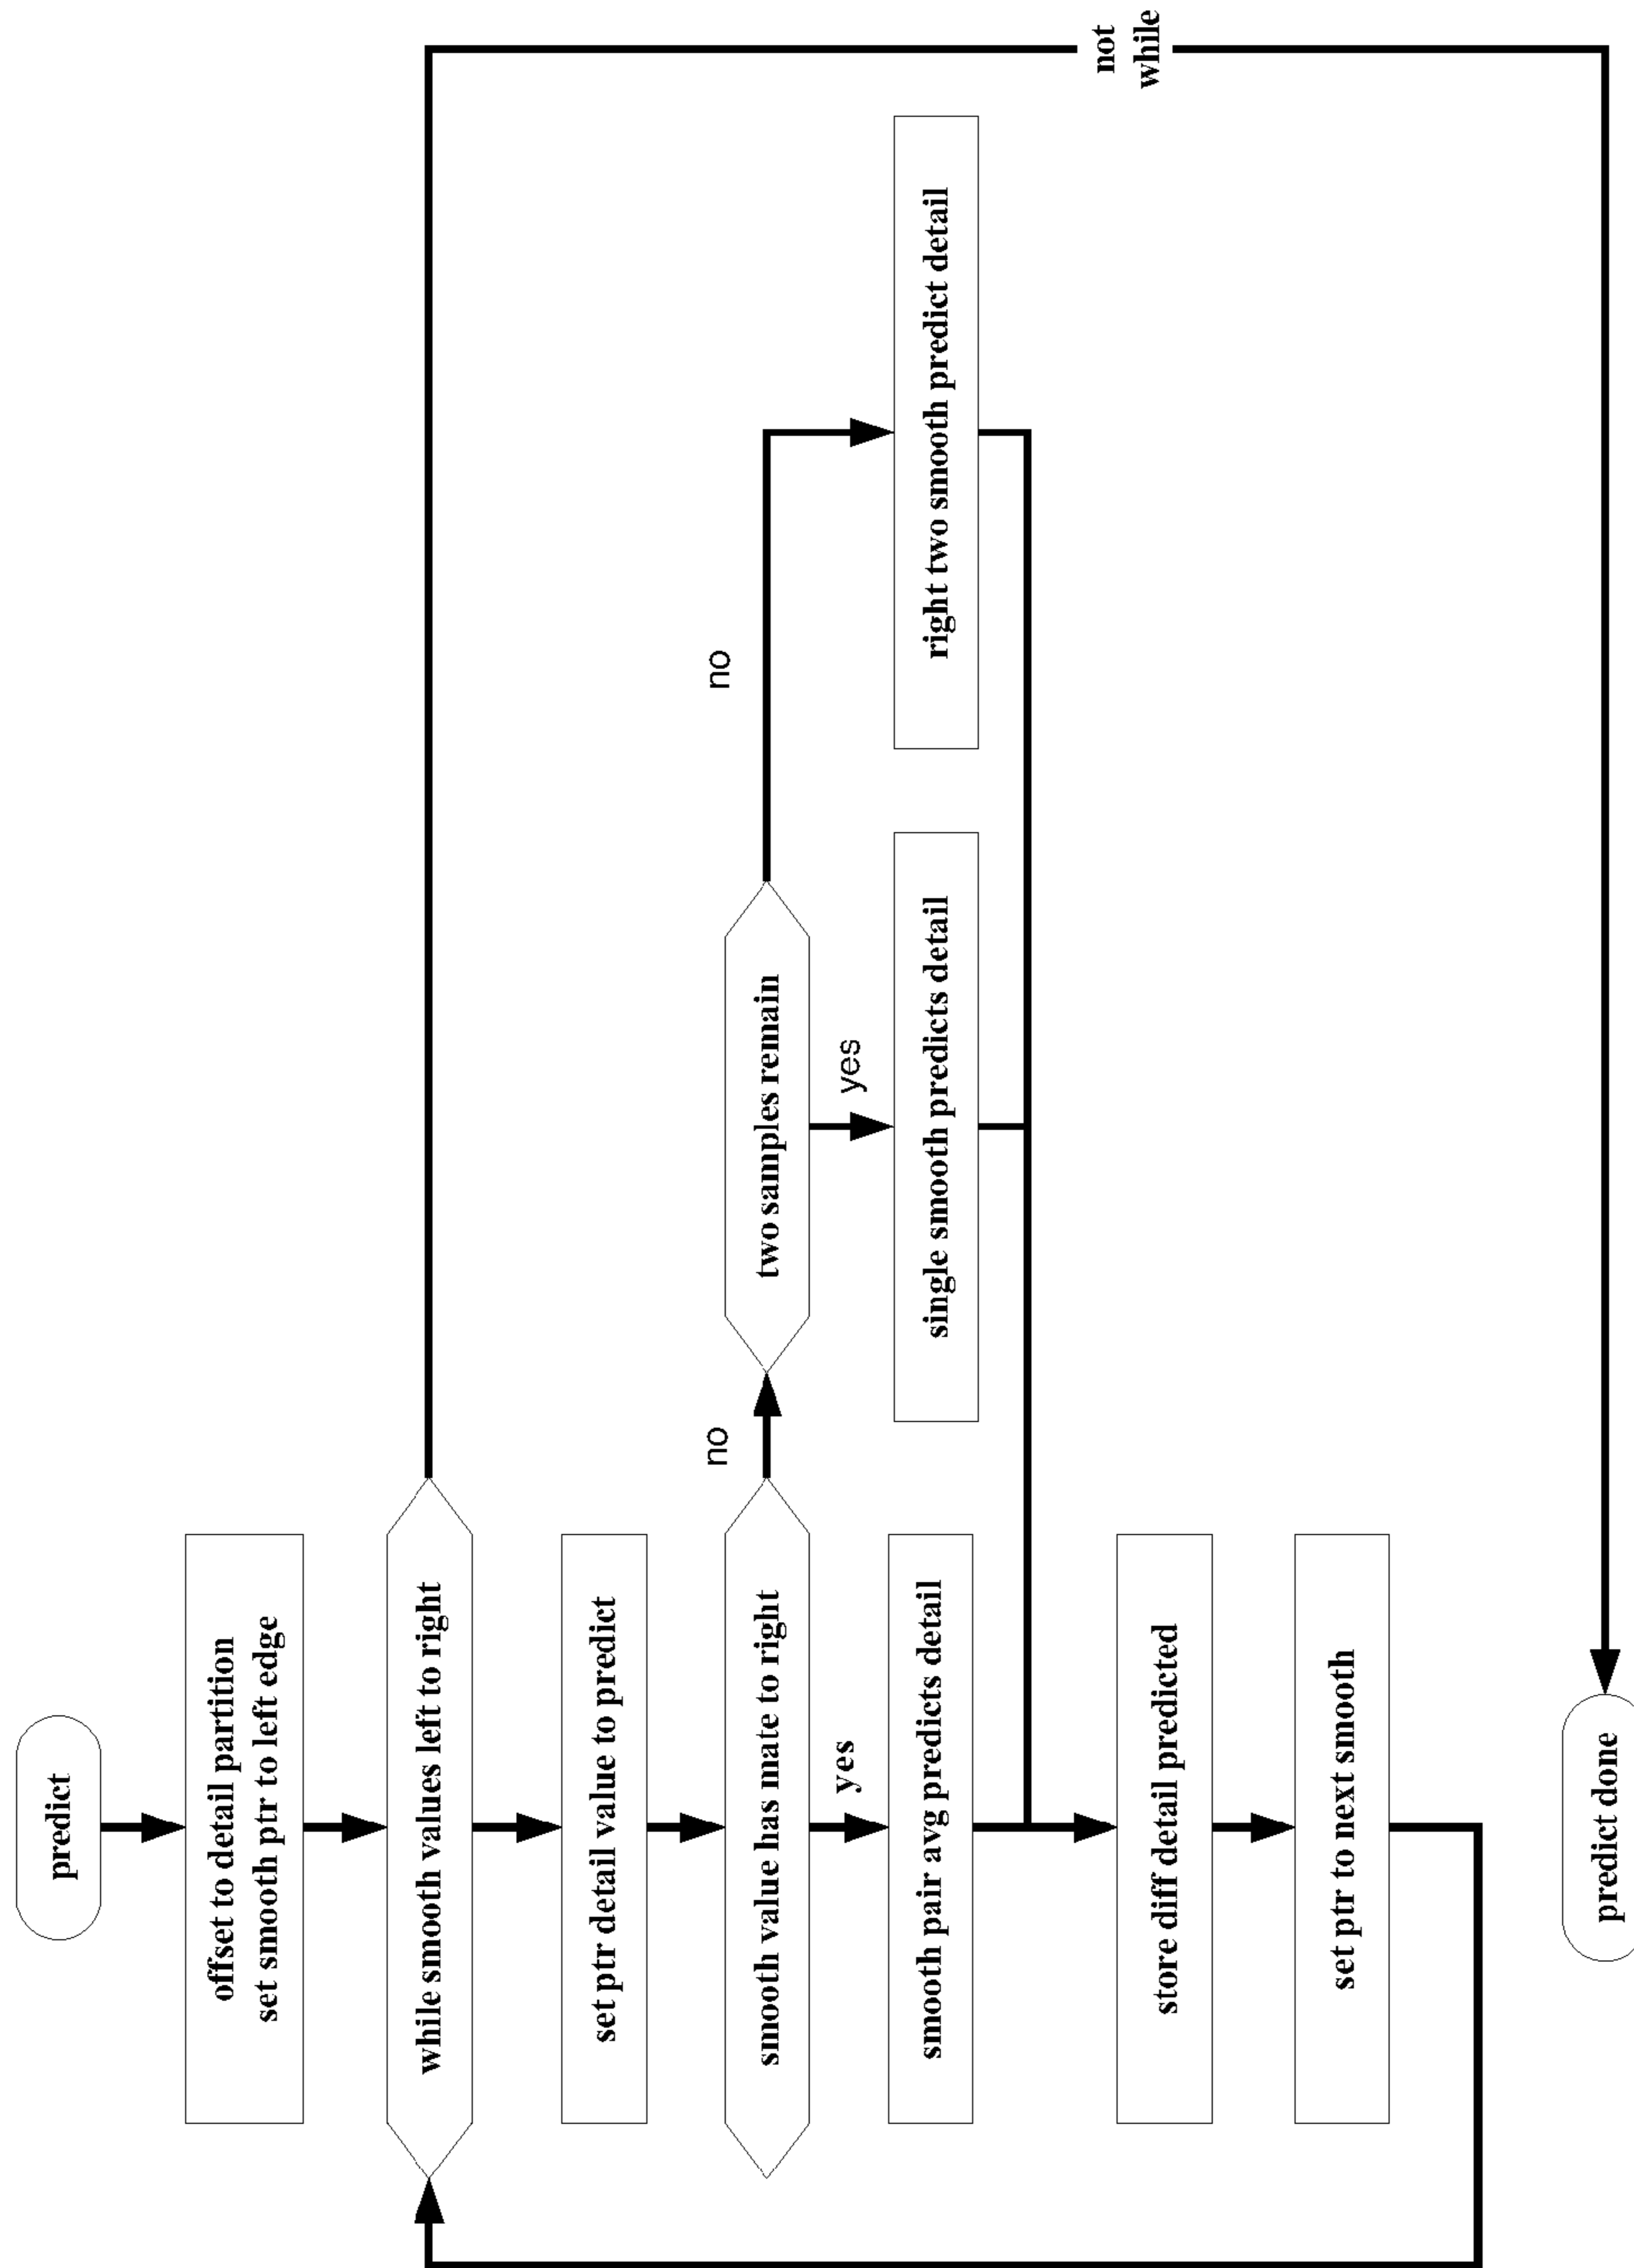 predict
offset to detail partition
set smooth ptr to left edge
while smooth values left to right
set ptr detail value to predict
smooth value has mate to right
no
two samples remain
no
yes
smooth pair avg predicts detail
yes
single smooth predicts detail
right two smooth predict detail
store diff detail predicted
set ptr to next smooth
not
while
predict done